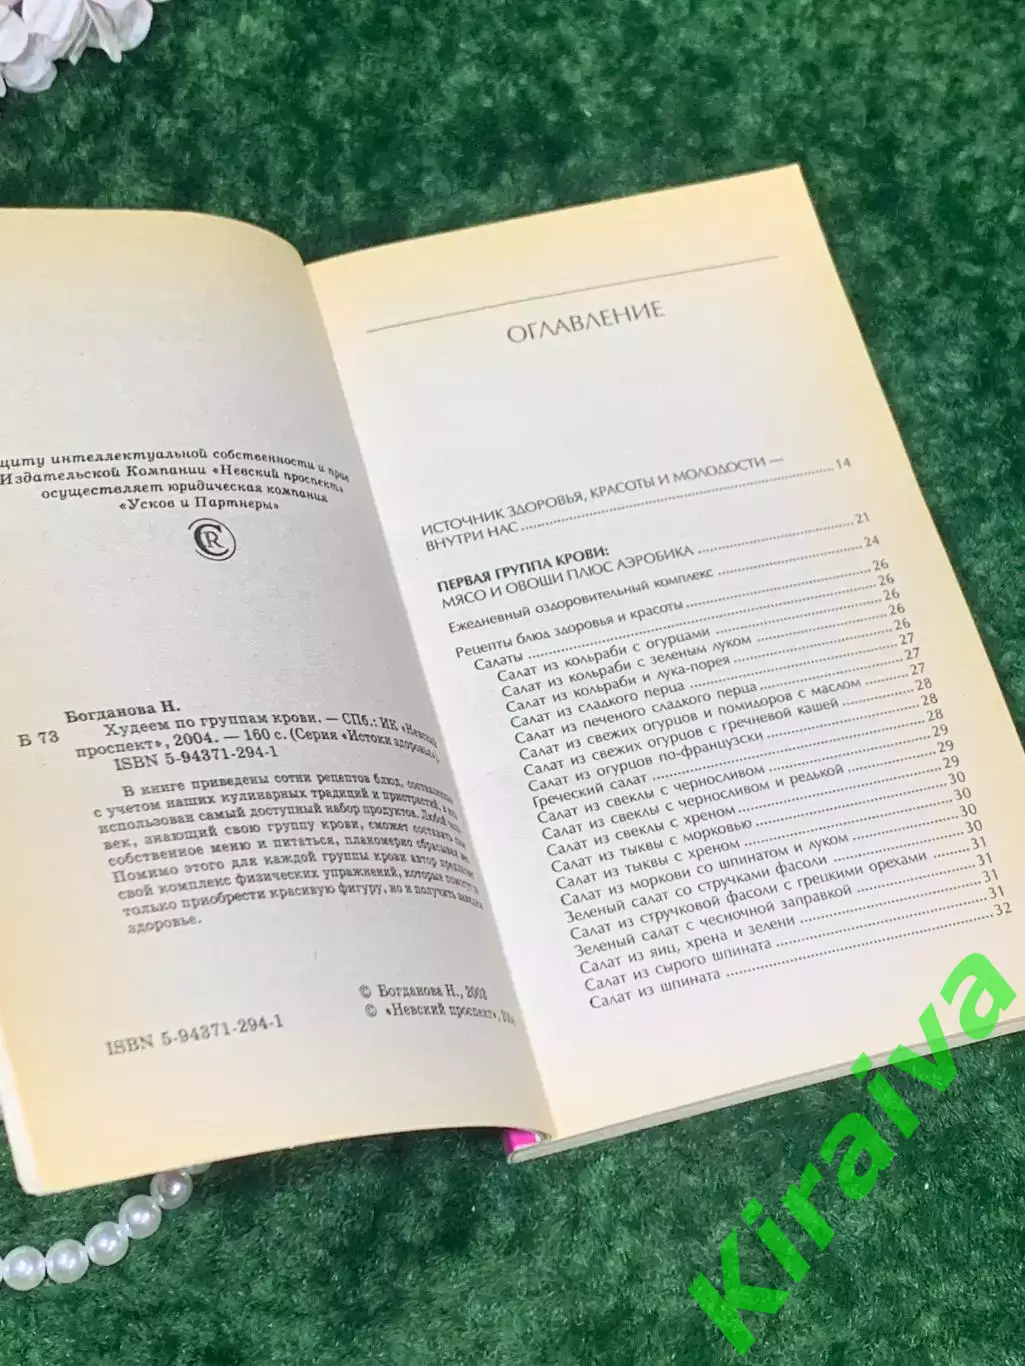 щиту интеллектуальной собственности и прав
Издательской Компании «Невский проспект»
осуществляет юридическая компания
«Усков и Партнеры»
CR
Богданова Н.
Б 73
Худеем по группам крови. — СПб.: ИК «Невский
проспект», 2004. — 160 с. (Серия «Истоки здоровья»).
ISBN 5-94371-294-1
В книге приведены сотни рецептов блюд, составленных
с учетом наших кулинарных традиций и пристрастий, в них
использован самый доступный набор продуктов. Любой
век, знающий свою группу крови, сможет составить
собственное меню и питаться, планомерно сбрасывая
Помимо этого для каждой группы крови автор предлагает
свой комплекс физических упражнений, которые помогут
только приобрести красивую фигуру, но и получить
здоровье.
© Богданова Н., 2003
© «Невский проспект»,
ISBN 5-94371-294-1
ОГЛАВЛЕНИЕ
ИСТОЧНИК ЗДОРОВЬЯ, КРАСОТЫ И МОЛОДОСТИ —
ВНУТРИ НАС 14
ПЕРВАЯ ГРУППА КРОВИ:
МЯСО И ОВОЩИ ПЛЮС АЭРОБИКА 21
Ежедневный оздоровительный комплекс 24
Рецепты блюд здоровья и красоты 26
Салаты 26
Салат из кольраби с огурцами 26
Салат из кольраби с зеленым луком 26
Салат из кольраби и лука-порея 26
Салат из сладкого перца 27
Салат из печеного сладкого перца 27
Салат из свежих огурцов и помидоров с маслом 27
Салат из свежих огурцов с гречневой кашей 28
Салат из огурцов по-французски 28
Греческий салат 28
Салат из свеклы с черносливом 29
Салат из свеклы с черносливом и редькой 29
Салат из свеклы с хреном 29
Салат из тыквы с морковью 30
Салат из тыквы с хреном 30
Салат из моркови со шпинатом и луком 30
Зеленый салат со стручками фасоли 30
Салат из стручковой фасоли с грецкими орехами 31
Зеленый салат с чесночной заправкой 31
Салат из яиц, хрена и зелени 31
Салат из сырого шпината 31
Салат из шпината 32
Kiraiva